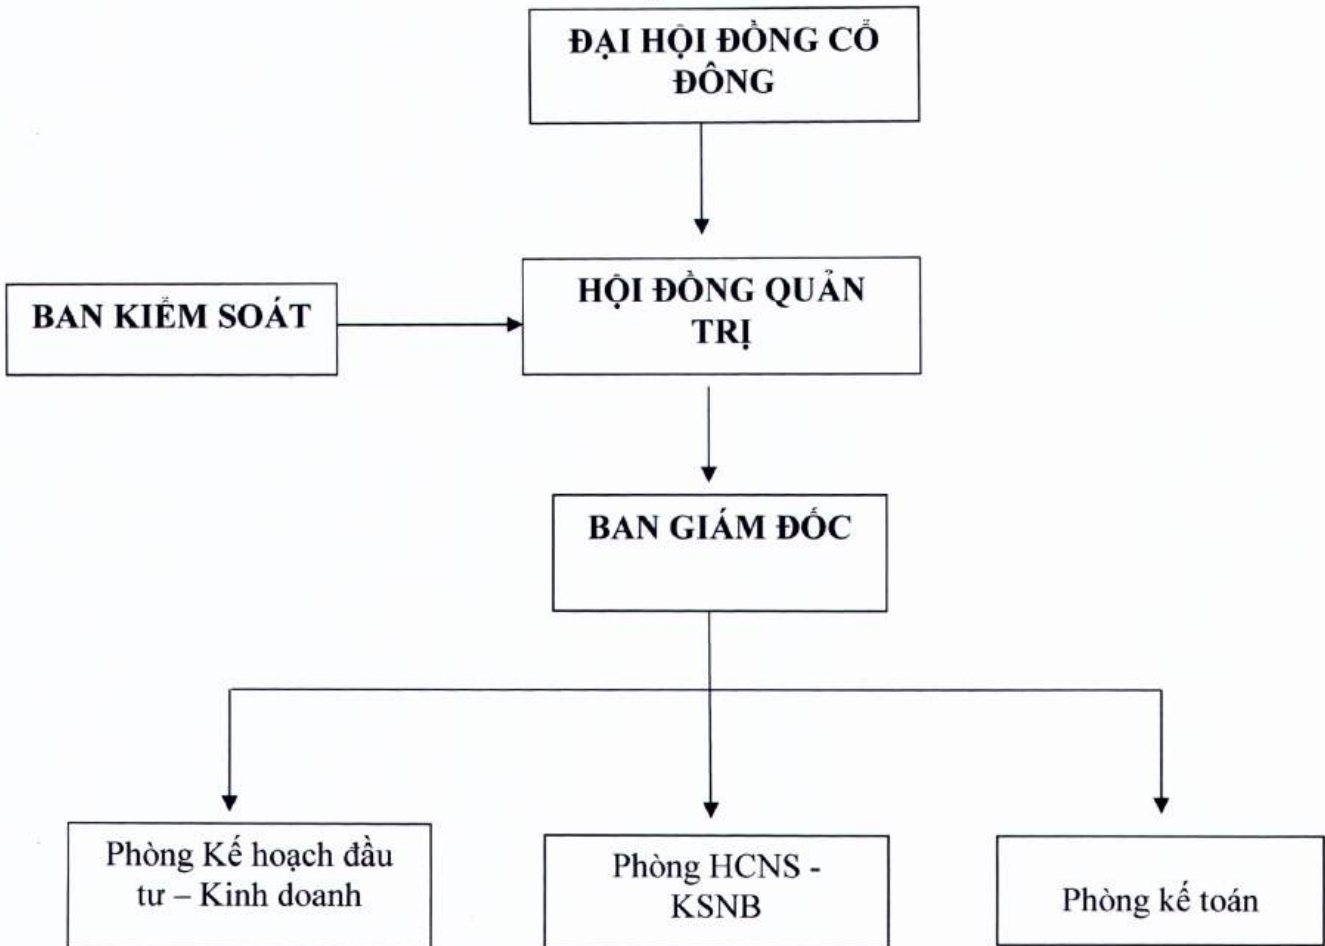 ĐẠI HỘI ĐỒNG CỔ
ĐÔNG
BAN KIỂM SOÁT
HỘI ĐỒNG QUẢN
TRỊ
BAN GIÁM ĐỐC
Phòng Kế hoạch đầu
tư – Kinh doanh
Phòng HCNS -
KSNB
Phòng kế toán